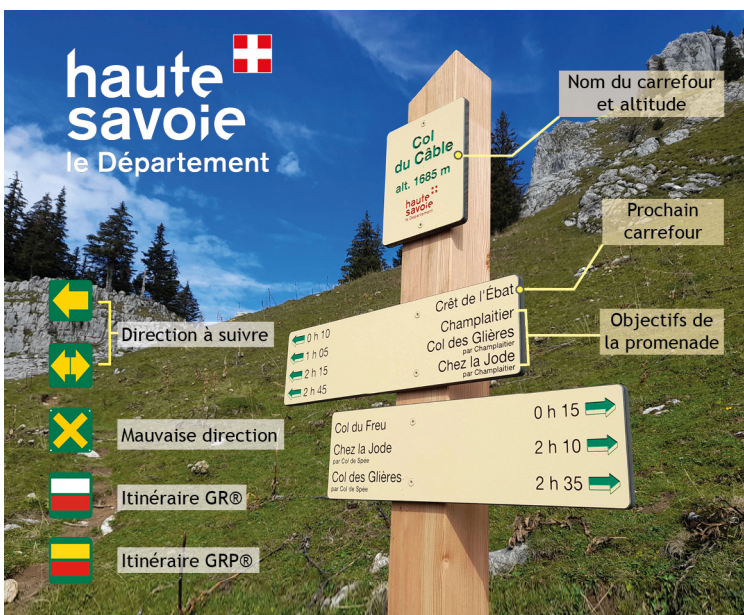 haute
savoie
le Département
Nom du carrefour
et altitude
Col
du Câble
alt. 1685 m
haute
savoie
le Département
Prochain
carrefour
Crêt de l'Ébat
Champlaitier
Col des Glières
par Champlaitier
Chez la Jode
par Champlaitier
0 h 10
1 h 05
2 h 15
2 h 45
Objectifs de
la promenade
Direction à suivre
Mauvaise direction
Itinéraire GR®
Itinéraire GRP®
Col du Freu
0 h 15
Chez la Jode
par Col de Spée
2 h 10
Col des Glières
par Col de Spée
2 h 35